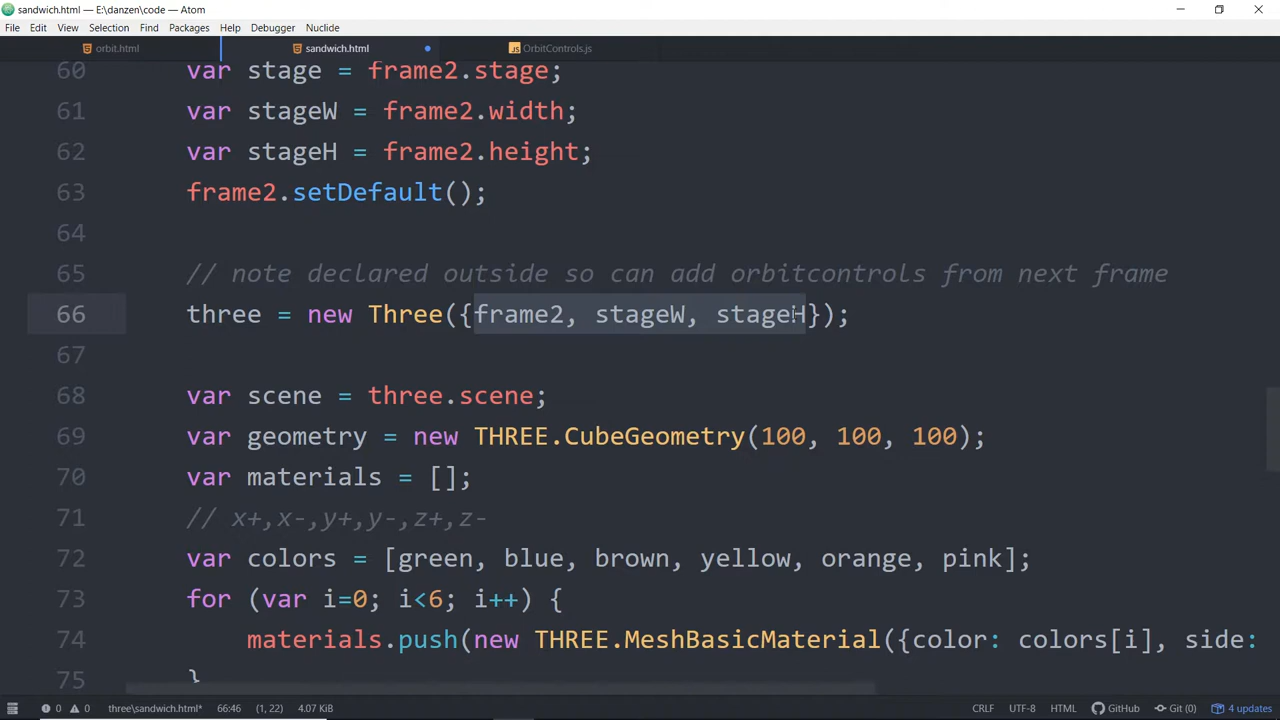 sandwich.html — E:\danzen\code — Atom
File Edit View Selection Find Packages Help Debugger Nuclide
orbit.html sandwich.html OrbitControls.js
60 var stage = frame2.stage;
61 var stageW = frame2.width;
62 var stageH = frame2.height;
63 frame2.setDefault();
64
65 // note declared outside so can add orbitcontrols from next frame
66 three = new Three({frame2, stageW, stageH});
67
68 var scene = three.scene;
69 var geometry = new THREE.CubeGeometry(100, 100, 100);
70 var materials = [];
71 // x+,x-,y+,y-,z+,z-
72 var colors = [green, blue, brown, yellow, orange, pink];
73 for (var i=0; i<6; i++) {
74 materials.push(new THREE.MeshBasicMaterial({color: colors[i], side:
75 }
0 0 three\sandwich.html* 66:46 (1, 22) 4.07 KiB CRLF UTF-8 HTML GitHub Git (0) 4 updates